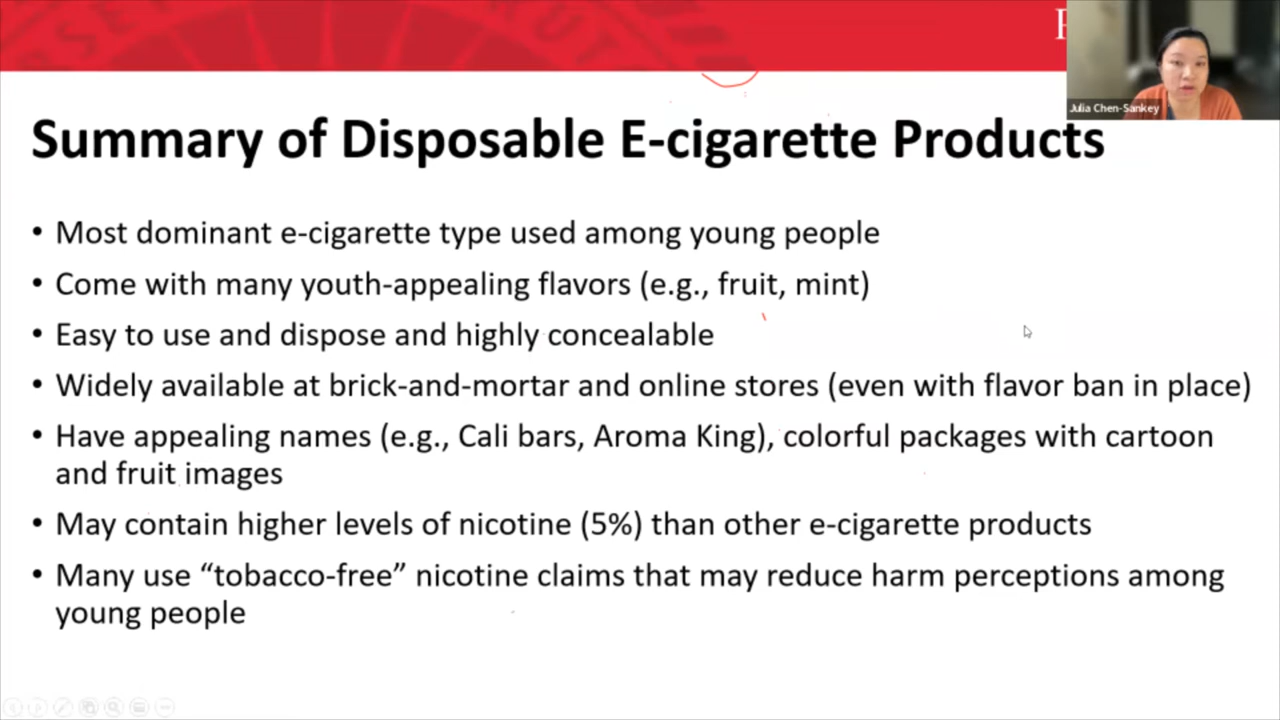 Julia Chen-Sankey
Summary of Disposable E-cigarette Products
• Most dominant e-cigarette type used among young people
• Come with many youth-appealing flavors (e.g., fruit, mint)
• Easy to use and dispose and highly concealable
• Widely available at brick-and-mortar and online stores (even with flavor ban in place)
• Have appealing names (e.g., Cali bars, Aroma King), colorful packages with cartoon
and fruit images
• May contain higher levels of nicotine (5%) than other e-cigarette products
• Many use “tobacco-free” nicotine claims that may reduce harm perceptions among
young people